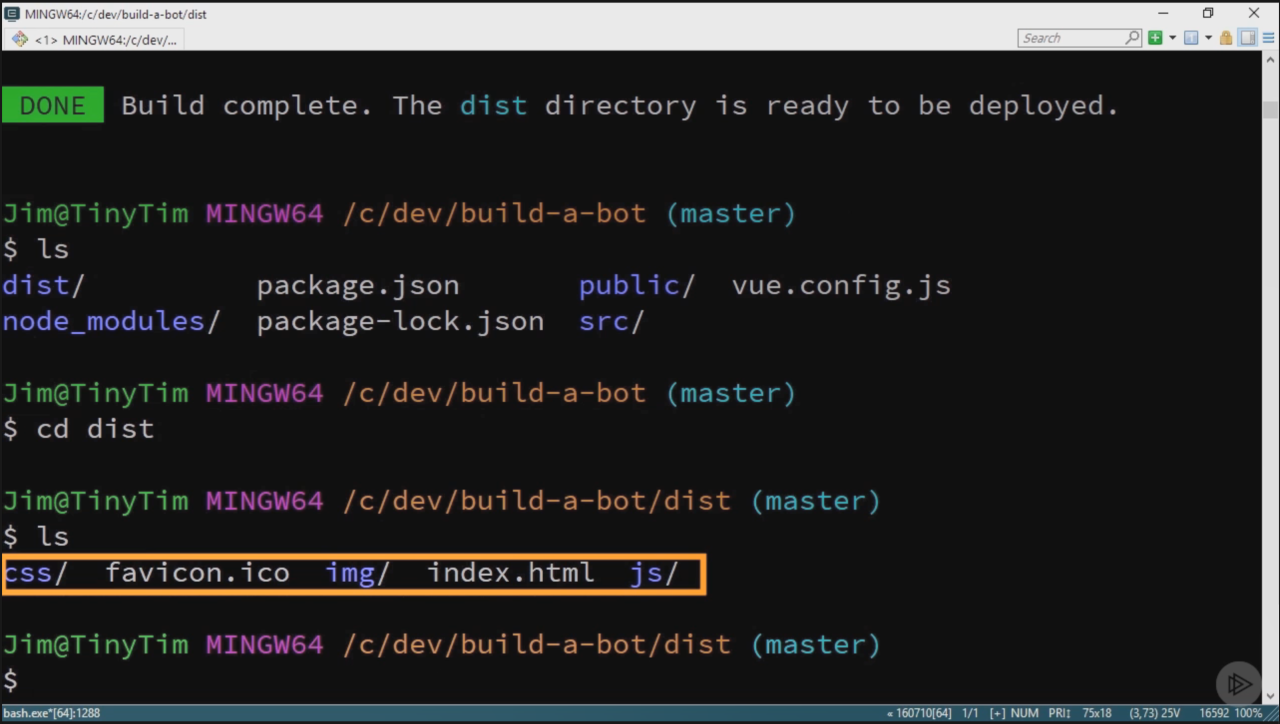 MINGW64:/c/dev/build-a-bot/dist
<1> MINGW64:/c/dev/...
Search
DONE Build complete. The dist directory is ready to be deployed.
Jim@TinyTim MINGW64 /c/dev/build-a-bot (master)
$ ls
dist/ package.json public/ vue.config.js
node_modules/ package-lock.json src/
Jim@TinyTim MINGW64 /c/dev/build-a-bot (master)
$ cd dist
Jim@TinyTim MINGW64 /c/dev/build-a-bot/dist (master)
$ ls
css/ favicon.ico img/ index.html js/
Jim@TinyTim MINGW64 /c/dev/build-a-bot/dist (master)
$
bash.exe*[64]:1288 « 160710[64] 1/1 [+] NUM PRI↕ 75x18 (3,73) 25V 16592 100%